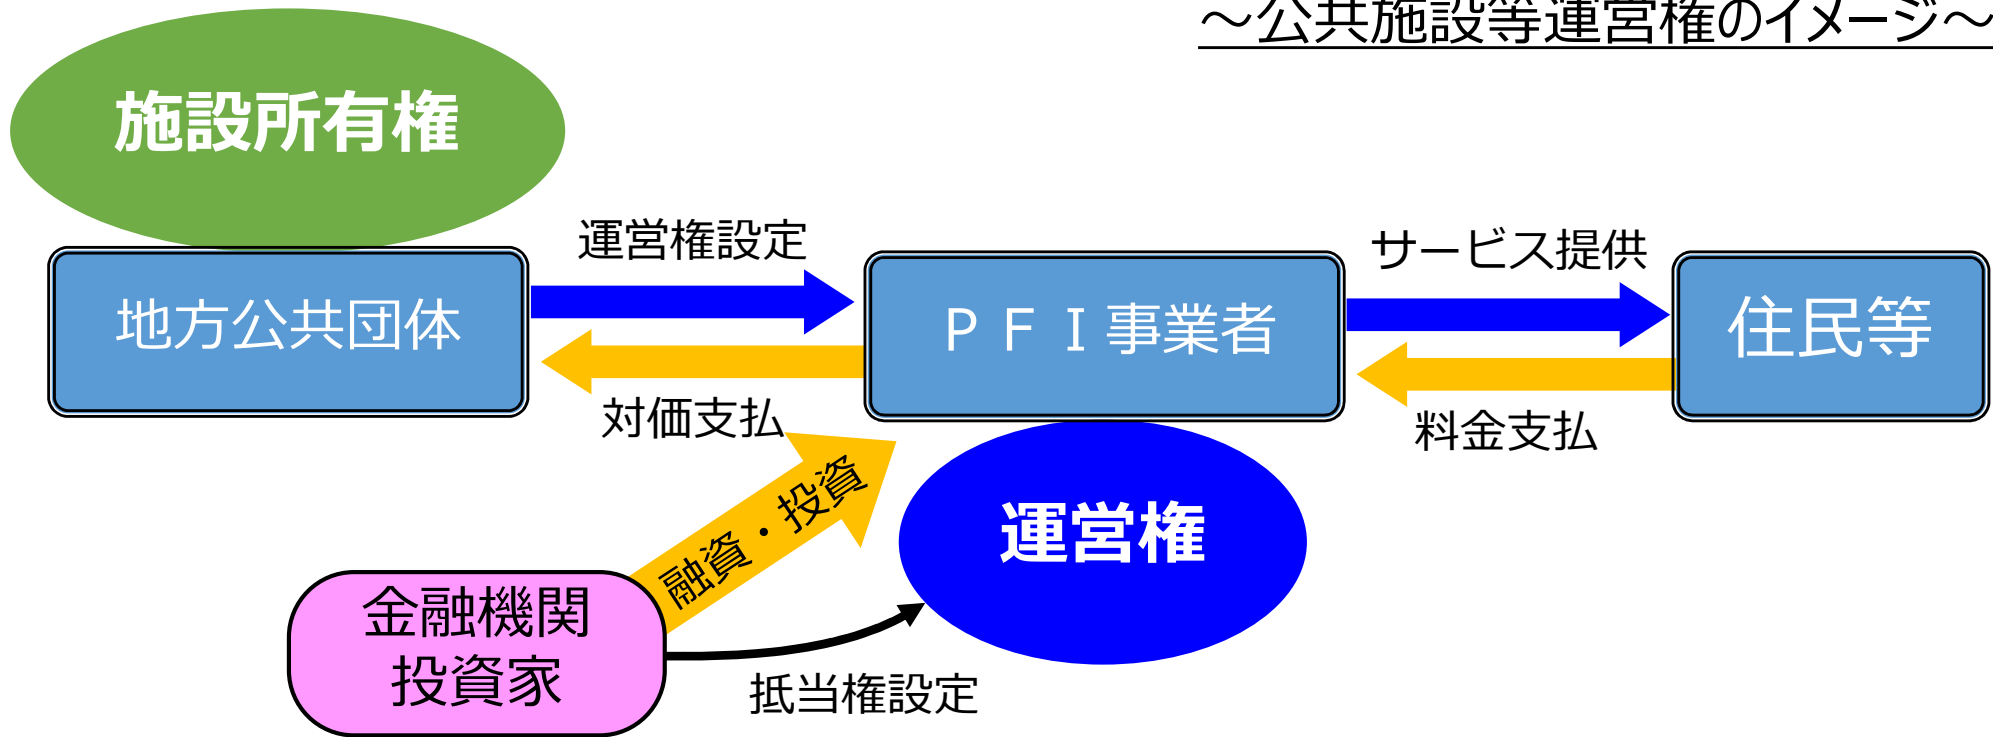 ～公共施設等運営権のイメージ～
施設所有権
運営権設定
サービス提供
地方公共団体
ＰＦＩ事業者
住民等
対価支払
料金支払
融資・投資
運営権
金融機関
投資家
抵当権設定